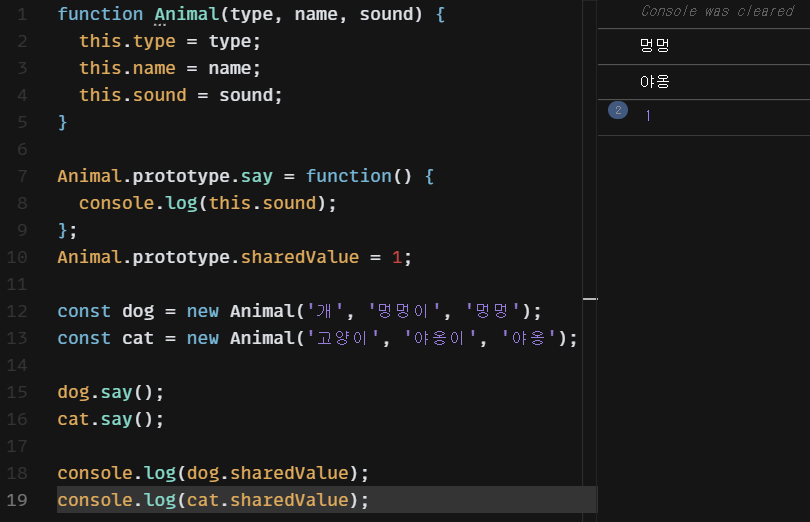 1 function Animal(type, name, sound) {
2   this.type = type;
3   this.name = name;
4   this.sound = sound;
5 }
6
7 Animal.prototype.say = function() {
8   console.log(this.sound);
9 };
10 Animal.prototype.sharedValue = 1;
11
12 const dog = new Animal('개', '멍멍이', '멍멍');
13 const cat = new Animal('고양이', '야옹이', '야옹');
14
15 dog.say();
16 cat.say();
17
18 console.log(dog.sharedValue);
19 console.log(cat.sharedValue);
Console was cleared
멍멍
야옹
2 1